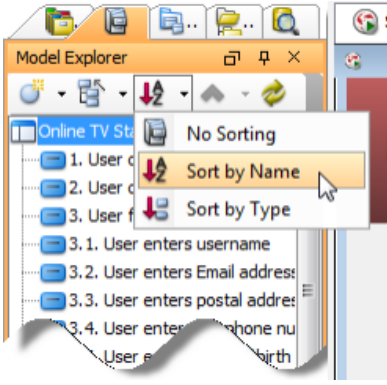 Model Explorer
Online TV Sta
No Sorting
1. User
Sort by Name
2. User
3. User f
Sort by Type
3.1. User enters username
3.2. User enters Email address
3.3. User enters postal addres
3.4. User enter phone nu
User e birth